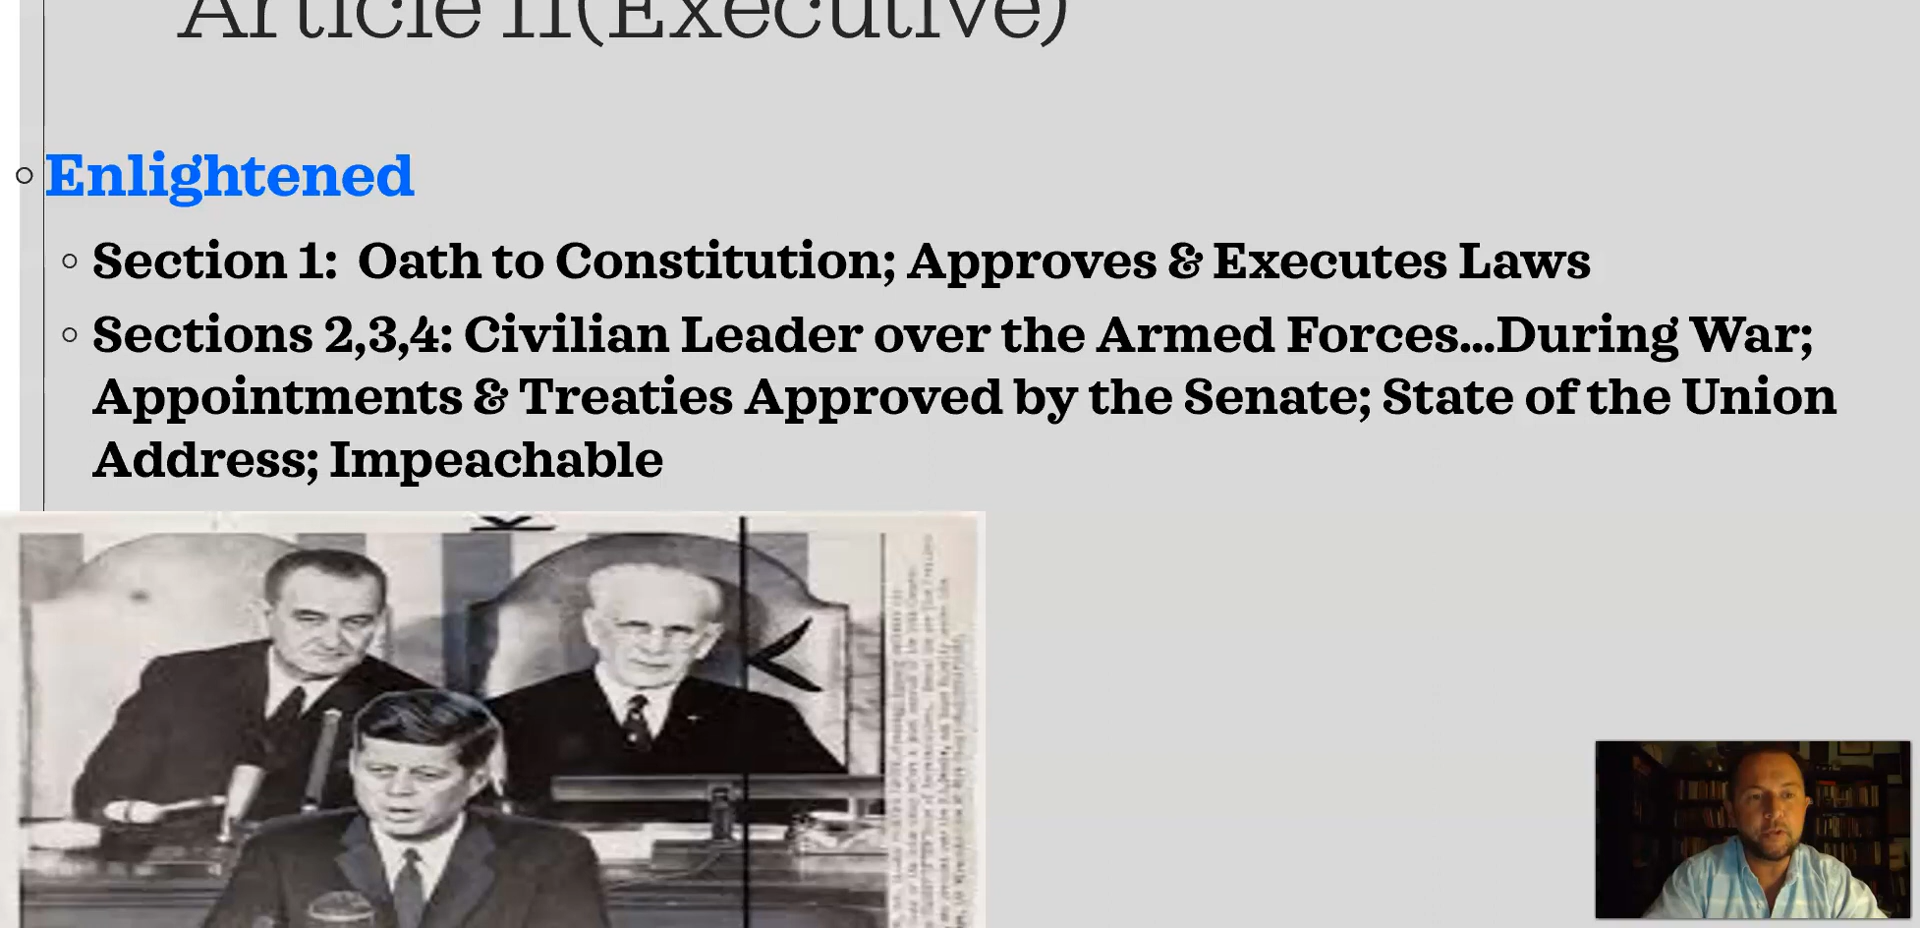 Article II(Executive)
Enlightened
Section 1: Oath to Constitution; Approves & Executes Laws
Sections 2,3,4: Civilian Leader over the Armed Forces...During War;
Appointments & Treaties Approved by the Senate; State of the Union
Address; Impeachable